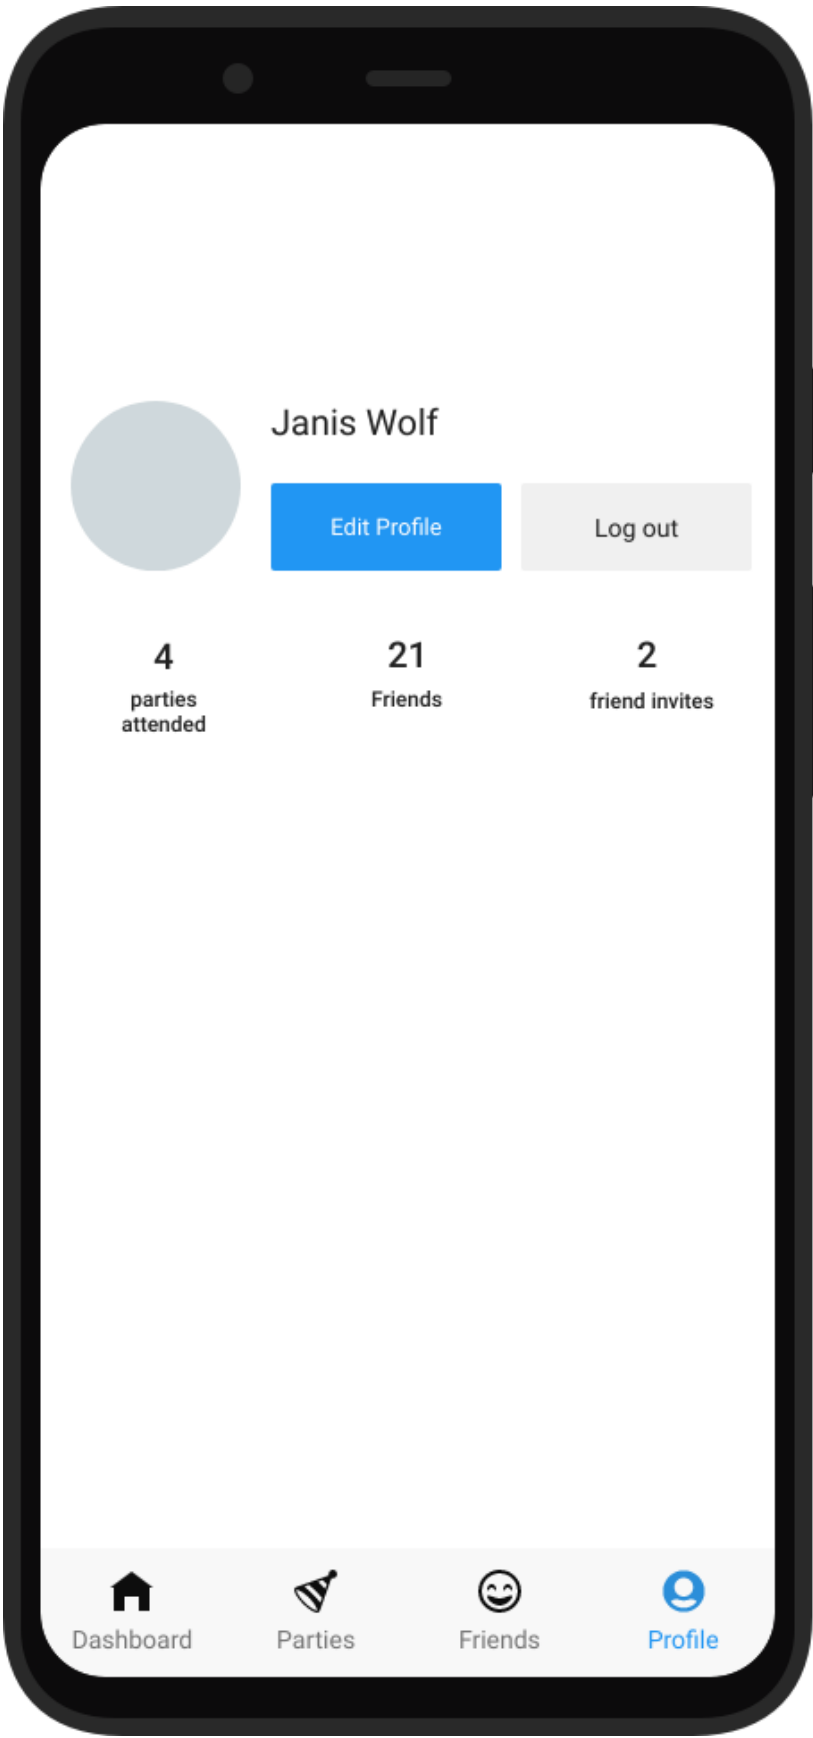 Janis Wolf
Edit Profile
Log out
4
21
2
parties
attended
Friends
friend invites
Dashboard
Parties
Friends
Profile